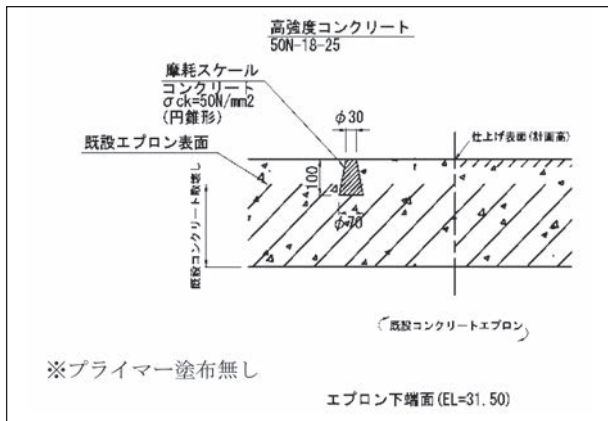 高強度コンクリート
50N-18-25
摩耗スケール
コンクリート
σck=50N/mm2
(円錐形)
φ30
既設エプロン表面
仕上げ表面(計画高)
100
φ70
既設コンクリート取壊し
(既設コンクリートエプロン)
※プライマー塗布無し
エプロン下端面(EL=31.50)